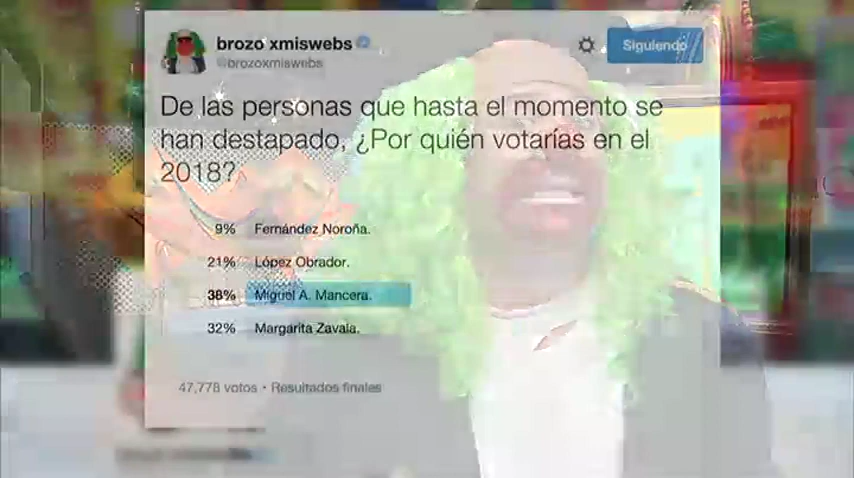 brozo xmiswebs
@brozoxmiswebs
Siguiendo
De las personas que hasta el momento se
han destapado, ¿Por quién votarías en el
2018?
9% Fernández Noroña.
21% López Obrador.
38% Miguel A. Mancera.
32% Margarita Zavala.
47,778 votos • Resultados finales